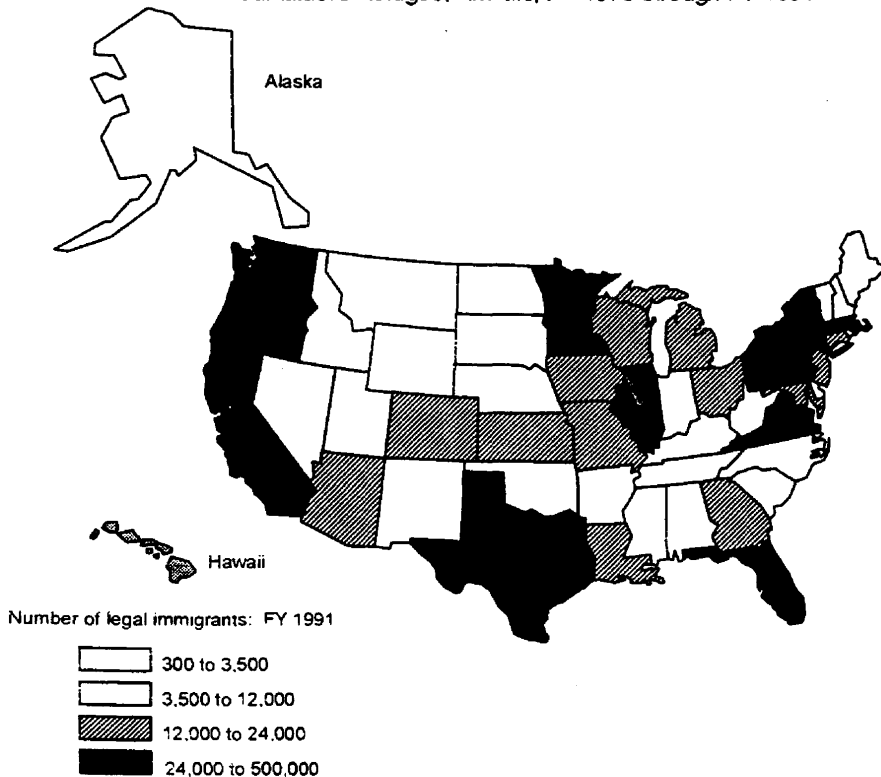 through
Alaska
Hawaii
Number of legal immigrants: FY 1991
300 to 3,500
3,500 to 12,000
12,000 to 24,000
24,000 to 500,000